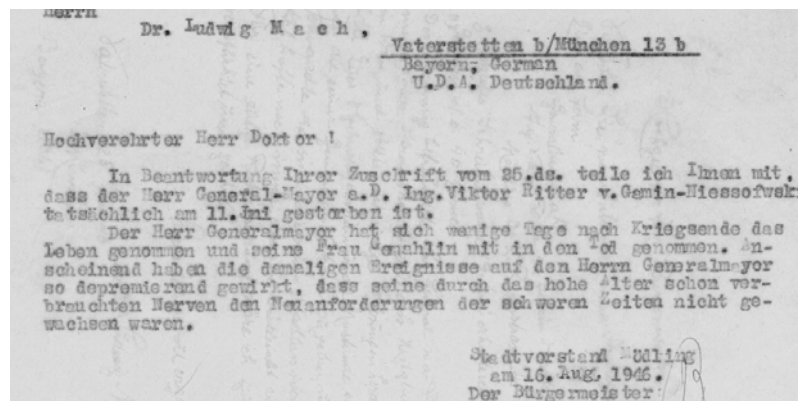 Herrn
Dr. Ludwig M a c h ,
Vaterstetten b/München 13 b
Bayern, German
U.D.A. Deutschland.
Hochverehrter Herr Doktor !
In Beantwortung Ihrer Zuschrift vom 25.ds. teile ich Ihnen mit,
dass der Herr General-Mayor a.D. Ing.Viktor Ritter v.Gamin-Niessofwski
tatsächlich am 11.Juni gestorben ist.
Der Herr Generalmayor hat sich wenige Tage nach Kriegsende das
Leben genommen und seine Frau Gemahlin mit in den Tod genommen. An-
scheinend haben die damaligen Ereignisse auf den Herrn Generalmayor
so depremierend gewirkt, dass seine durch das hohe Alter schon ver-
brauchten Nerven den Neuanforderungen der schweren Zeiten nicht ge-
wachsen waren.
Stadtvorstand Mödling
am 16. Aug. 1946.
Der Bürgermeister: